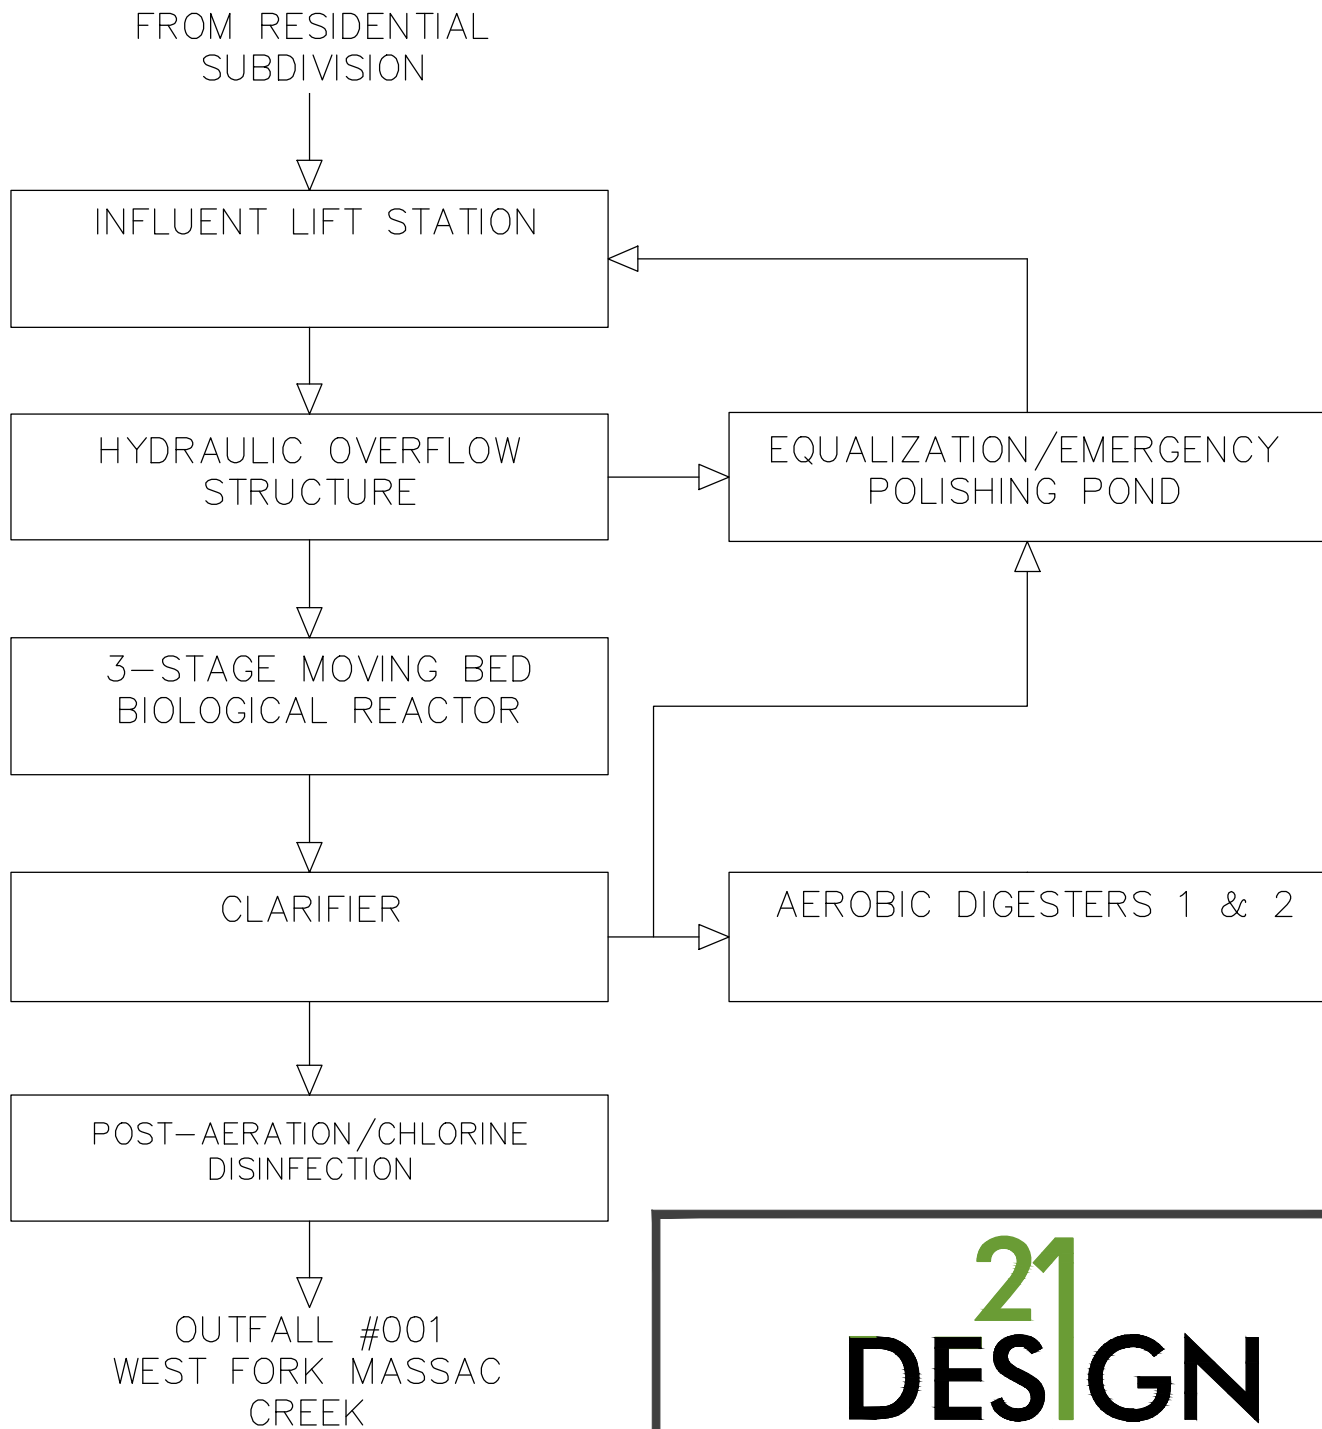 FROM RESIDENTIAL
SUBDIVISION
INFLUENT LIFT STATION
HYDRAULIC OVERFLOW
STRUCTURE
EQUALIZATION/EMERGENCY
POLISHING POND
3-STAGE MOVING BED
BIOLOGICAL REACTOR
CLARIFIER
AEROBIC DIGESTERS 1 & 2
POST-AERATION/CHLORINE
DISINFECTION
OUTFALL #001
WEST FORK MASSAC
CREEK
21
DESIGN